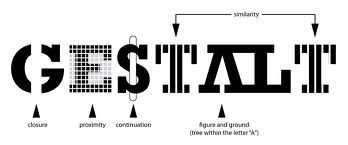 similarity
GESTALT
closure
proximity
continuation
figure and ground
(tree within the letter "A")